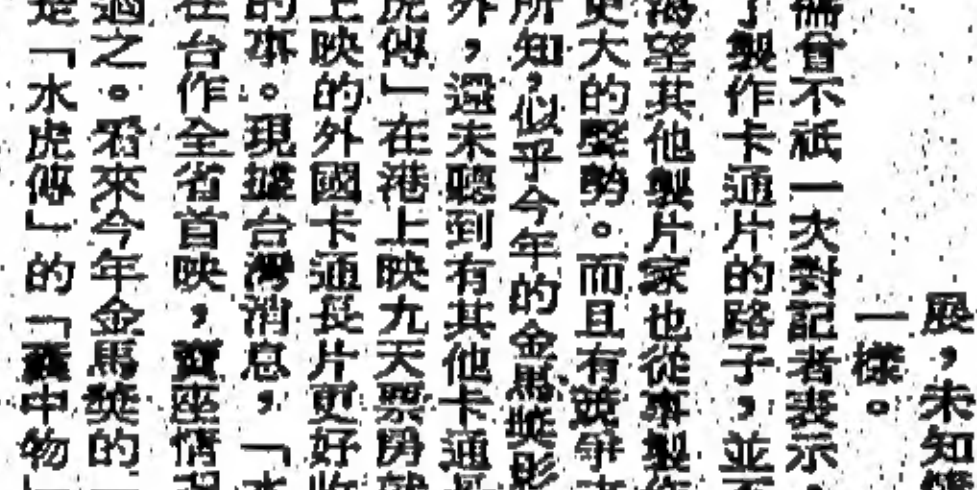 展，未知
一樣。
曾不祇一次對記者表示，
了製作卡通片的路子，並不
渴望其他製片家也從事製作
更大的聲勢。而且有競爭才
所知，似乎今年的金馬獎影
外，還未聽到有其他卡通
虎傳」在港上映九天票房就
上映的外國卡通長片更好收
的事。現據台灣消息，「水
在台作全省首映，賣座情況
過之。看來今年金馬獎的
是「水虎傳」的「囊中物」